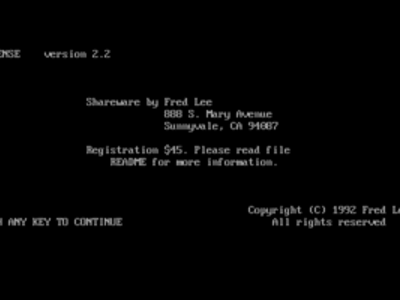 ENSE version 2.2
Shareware by Fred Lee
888 S. Mary Avenue
Sunnyvale, CA 94087
Registration $45. Please read file
README for more information.
Copyright (C) 1992 Fred Le
ANY KEY TO CONTINUE All rights reserved